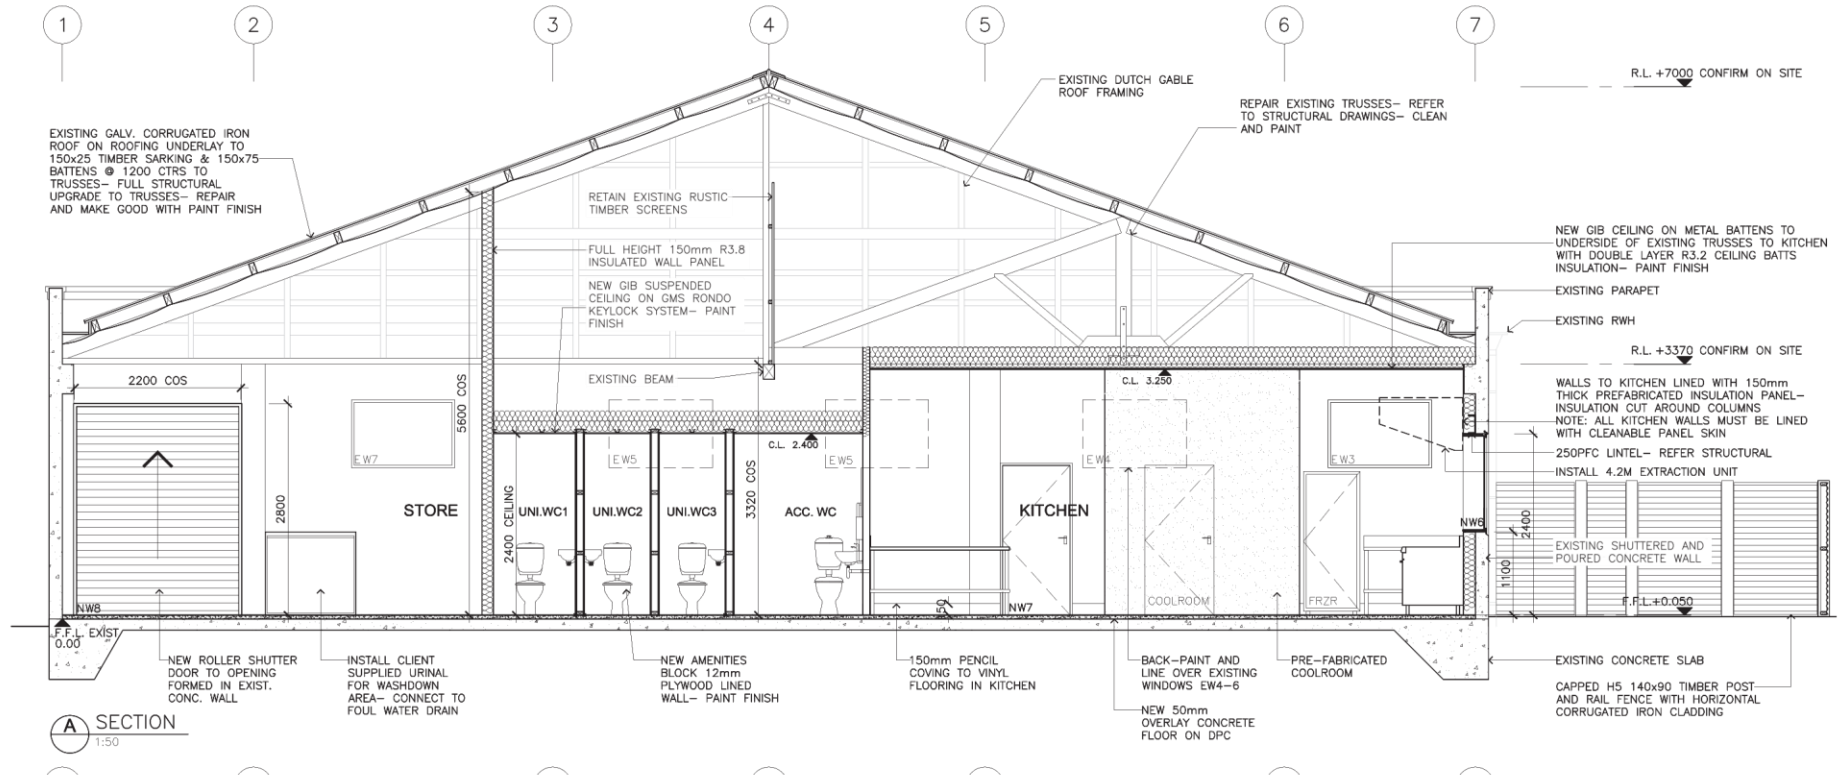 1
2
3
4
5
6
7
EXISTING GALV. CORRUGATED IRON
ROOF ON ROOFING UNDERLAY TO
150x25 TIMBER SARKING & 150x75
BATTENS @ 1200 CTRS TO
TRUSSES– FULL STRUCTURAL
UPGRADE TO TRUSSES– REPAIR
AND MAKE GOOD WITH PAINT FINISH
RETAIN EXISTING RUSTIC
TIMBER SCREENS
FULL HEIGHT 150mm R3.8
INSULATED WALL PANEL
NEW GIB SUSPENDED
CEILING ON GMS RONDO
KEYLOCK SYSTEM– PAINT
FINISH
EXISTING BEAM
EXISTING DUTCH GABLE
ROOF FRAMING
REPAIR EXISTING TRUSSES– REFER
TO STRUCTURAL DRAWINGS– CLEAN
AND PAINT
R.L. +7000 CONFIRM ON SITE
NEW GIB CEILING ON METAL BATTENS TO
UNDERSIDE OF EXISTING TRUSSES TO KITCHEN
WITH DOUBLE LAYER R3.2 CEILING BATTS
INSULATION– PAINT FINISH
EXISTING PARAPET
EXISTING RWH
R.L. +3370 CONFIRM ON SITE
WALLS TO KITCHEN LINED WITH 150mm
THICK PREFABRICATED INSULATION PANEL–
INSULATION CUT AROUND COLUMNS
NOTE: ALL KITCHEN WALLS MUST BE LINED
WITH CLEANABLE PANEL SKIN
250PFC LINTEL– REFER STRUCTURAL
INSTALL 4.2M EXTRACTION UNIT
2200 COS
2800
EW7
STORE
5600 COS
2400 CEILING
UNI.WC1
UNI.WC2
UNI.WC3
EW5
3320 COS
C.L. 2.400
EW5
ACC. WC
C.L. 3.250
KITCHEN
EW4
EW3
COOLROOM
FRZR
NW6
NW7
NW8
150
1100
2400
EXISTING SHUTTERED AND
POURED CONCRETE WALL
F.F.L.+0.050
F.F.L. EXIST
0.00
NEW ROLLER SHUTTER
DOOR TO OPENING
FORMED IN EXIST.
CONC. WALL
INSTALL CLIENT
SUPPLIED URINAL
FOR WASHDOWN
AREA– CONNECT TO
FOUL WATER DRAIN
NEW AMENITIES
BLOCK 12mm
PLYWOOD LINED
WALL– PAINT FINISH
150mm PENCIL
COVING TO VINYL
FLOORING IN KITCHEN
BACK–PAINT AND
LINE OVER EXISTING
WINDOWS EW4–6
NEW 50mm
OVERLAY CONCRETE
FLOOR ON DPC
PRE–FABRICATED
COOLROOM
EXISTING CONCRETE SLAB
CAPPED H5 140x90 TIMBER POST
AND RAIL FENCE WITH HORIZONTAL
CORRUGATED IRON CLADDING
A SECTION
1:50